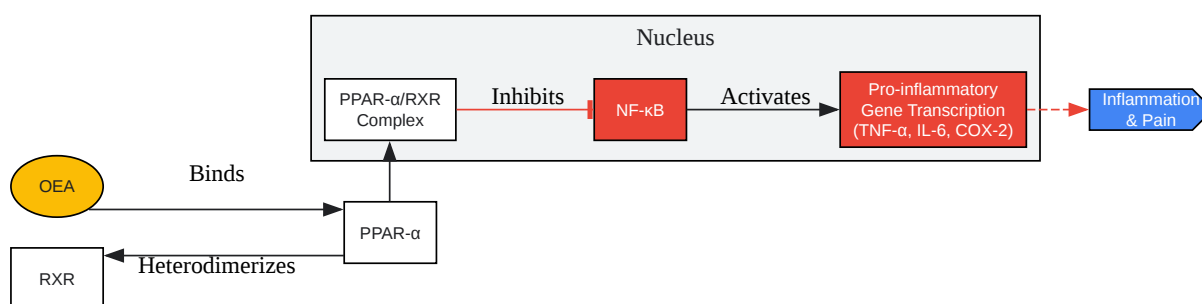 Nucleus
PPAR-α/RXR
Complex
Inhibits
NF-κB
Activates
Pro-inflammatory
Gene Transcription
(TNF-α, IL-6, COX-2)
Inflammation
& Pain
OEA
Binds
PPAR-α
RXR
Heterodimerizes